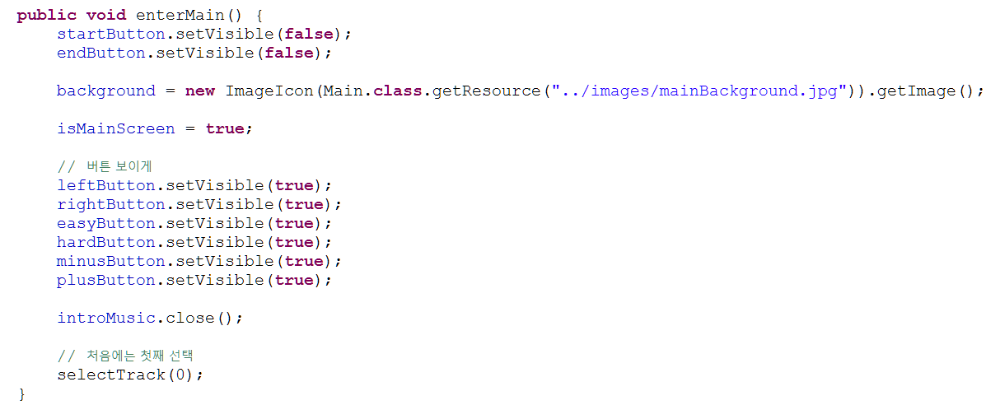 public void enterMain() {
startButton.setVisible(false);
endButton.setVisible(false);
background = new ImageIcon(Main.class.getResource("../images/mainBackground.jpg")).getImage();
isMainScreen = true;
// 버튼 보이게
leftButton.setVisible(true);
rightButton.setVisible(true);
easyButton.setVisible(true);
hardButton.setVisible(true);
minusButton.setVisible(true);
plusButton.setVisible(true);
introMusic.close();
// 처음에는 첫째 선택
selectTrack(0);
}